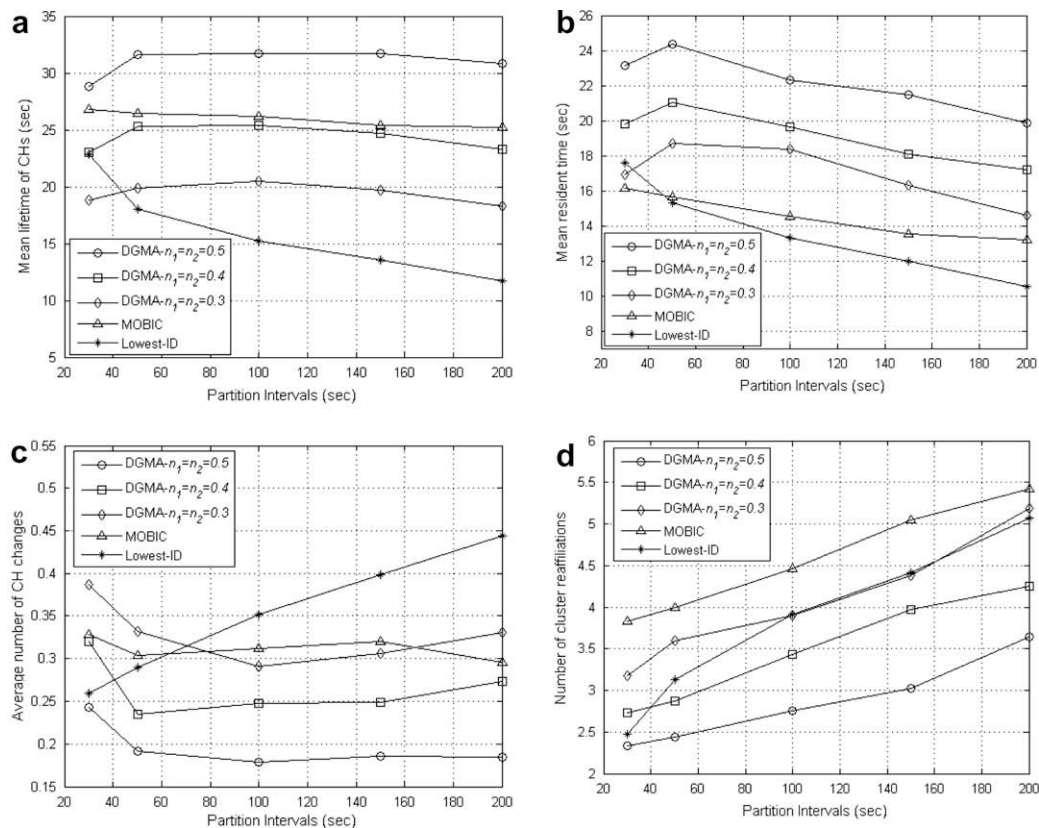 a
35
30
25
20
15
10
5
Mean lifetime of CHs (sec)
DGMA-n₁=n₂=0.5
DGMA-n₁=n₂=0.4
DGMA-n₁=n₂=0.3
MOBIC
Lowest-ID
20 40 60 80 100 120 140 160 180 200
Partition Intervals (sec)
b
26
24
22
20
18
16
14
12
10
8
Mean resident time (sec)
DGMA-n₁=n₂=0.5
DGMA-n₁=n₂=0.4
DGMA-n₁=n₂=0.3
MOBIC
Lowest-ID
20 40 60 80 100 120 140 160 180 200
Partition Intervals (sec)
c
0.55
0.5
0.45
0.4
0.35
0.3
0.25
0.2
0.15
Average number of CH changes
DGMA-n₁=n₂=0.5
DGMA-n₁=n₂=0.4
DGMA-n₁=n₂=0.3
MOBIC
Lowest-ID
20 40 60 80 100 120 140 160 180 200
Partition Intervals (sec)
d
6
5.5
5
4.5
4
3.5
3
2.5
2
Number of cluster reaffiliations
DGMA-n₁=n₂=0.5
DGMA-n₁=n₂=0.4
DGMA-n₁=n₂=0.3
MOBIC
Lowest-ID
20 40 60 80 100 120 140 160 180 200
Partition Intervals (sec)